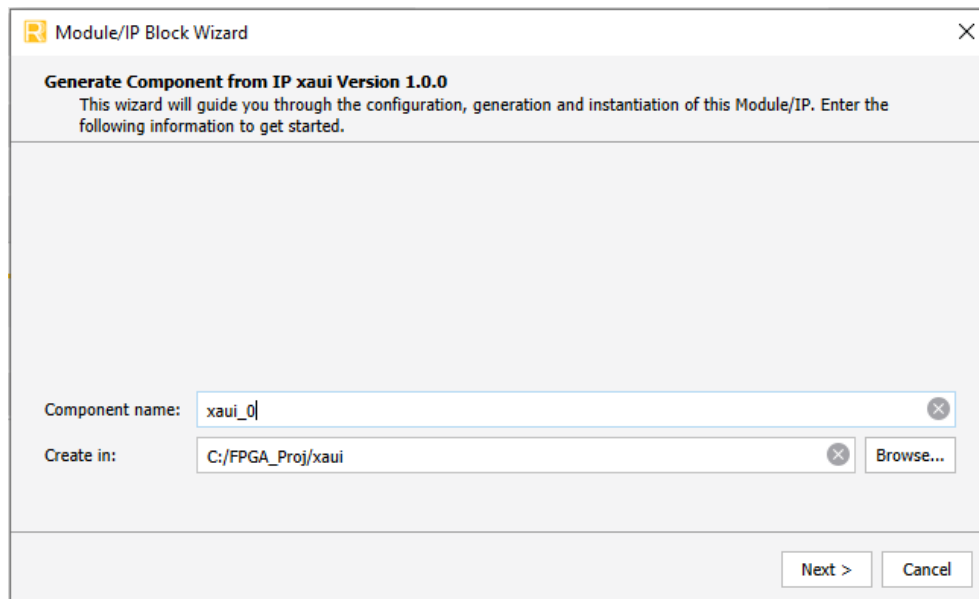 Module/IP Block Wizard
Generate Component from IP xaui Version 1.0.0
This wizard will guide you through the configuration, generation and instantiation of this Module/IP. Enter the
following information to get started.
Component name: xaui_0
Create in: C:/FPGA_Proj/xaui Browse...
Next > Cancel